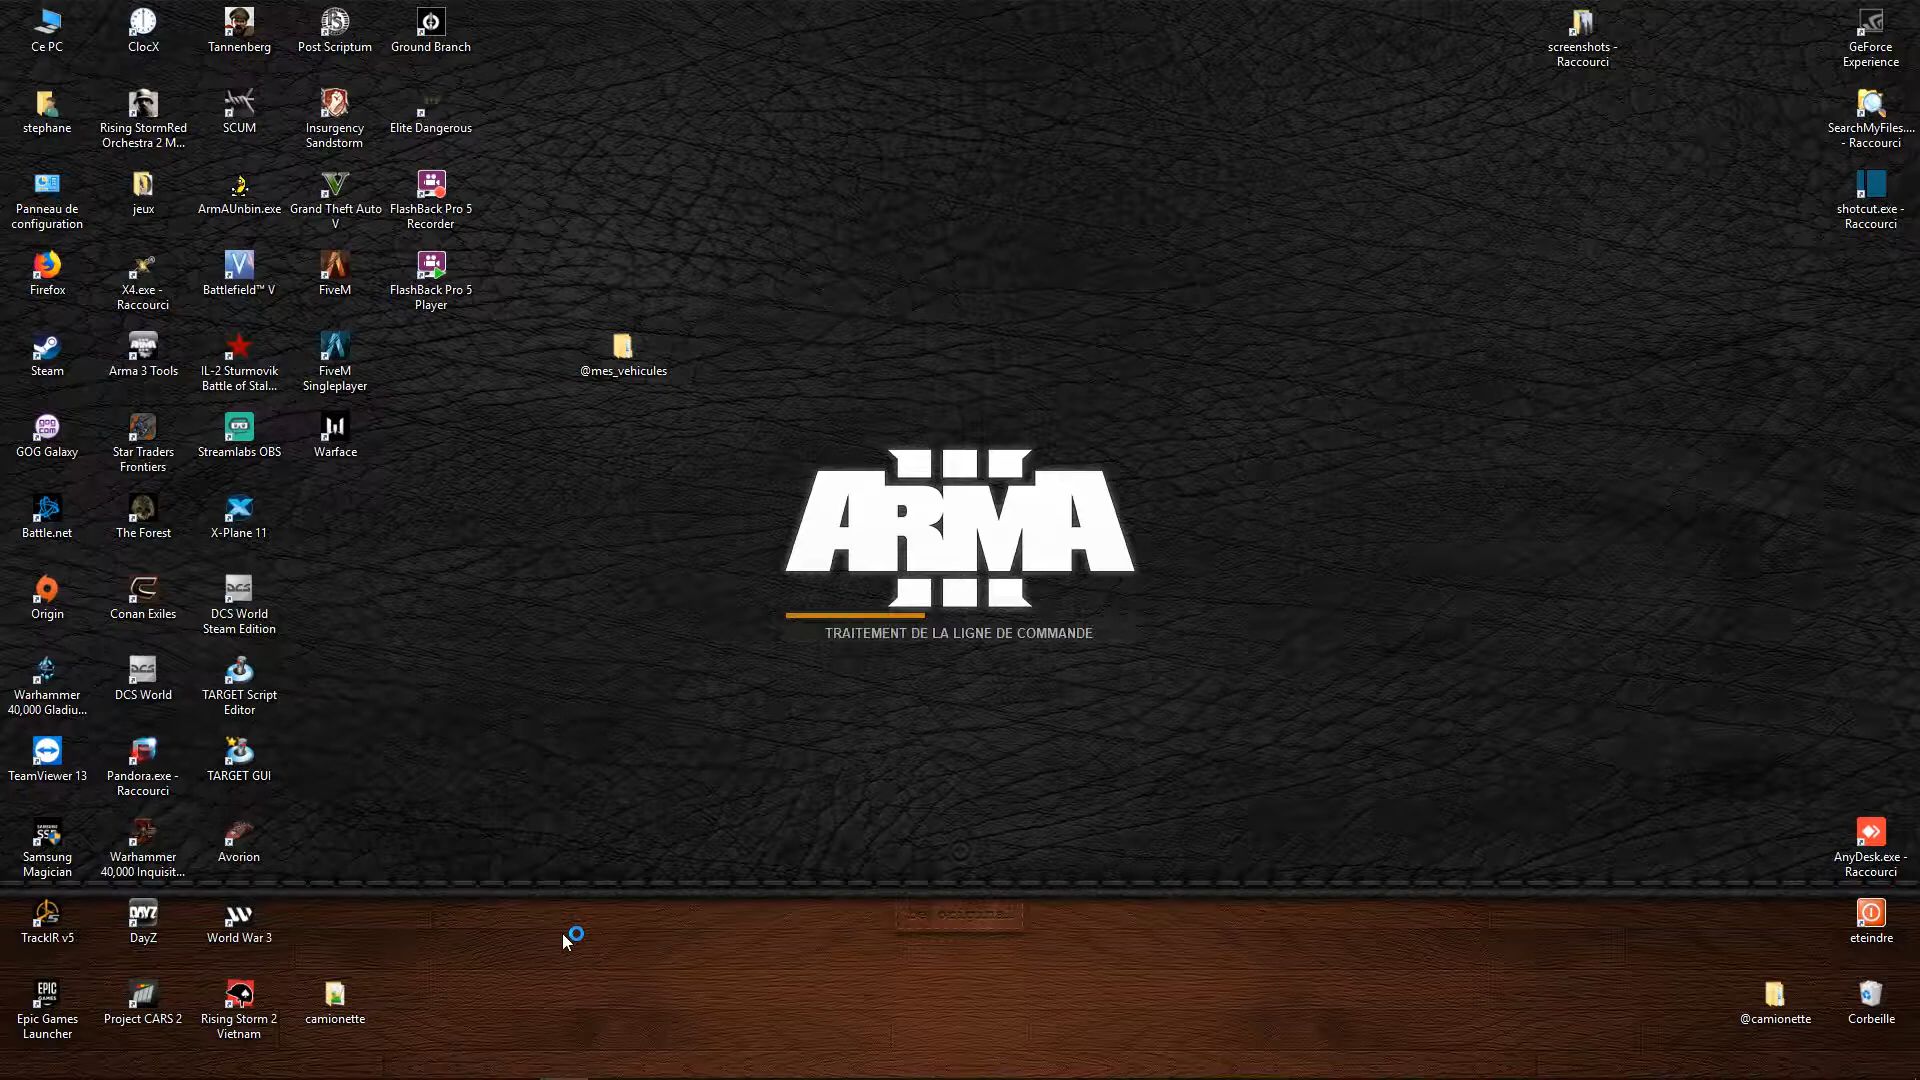 Ce PC
ClocX
Tannenberg
Post Scriptum
Ground Branch
screenshots -
Raccourci
GeForce
Experience
stephane
Rising StormRed
Orchestra 2 M...
SCUM
Insurgency
Sandstorm
Elite Dangerous
SearchMyFiles....
- Raccourci
Panneau de
configuration
jeux
ArmAUnbin.exe
Grand Theft Auto
V
FlashBack Pro 5
Recorder
shotcut.exe -
Raccourci
Firefox
X4.exe -
Raccourci
Battlefield™ V
FiveM
FlashBack Pro 5
Player
Steam
Arma 3 Tools
IL-2 Sturmovik
Battle of Stal...
FiveM
Singleplayer
@mes_vehicules
GOG Galaxy
Star Traders
Frontiers
Streamlabs OBS
Warface
ARMA
III
TRAITEMENT DE LA LIGNE DE COMMANDE
Battle.net
The Forest
X-Plane 11
Origin
Conan Exiles
DCS World
Steam Edition
Warhammer
40,000 Gladiu...
DCS World
TARGET Script
Editor
TeamViewer 13
Pandora.exe -
Raccourci
TARGET GUI
Samsung
Magician
Warhammer
40,000 Inquisit...
Avorion
AnyDesk.exe -
Raccourci
TrackIR v5
DayZ
World War 3
eteindre
Epic Games
Launcher
Project CARS 2
Rising Storm 2
Vietnam
camionette
@camionette
Corbeille